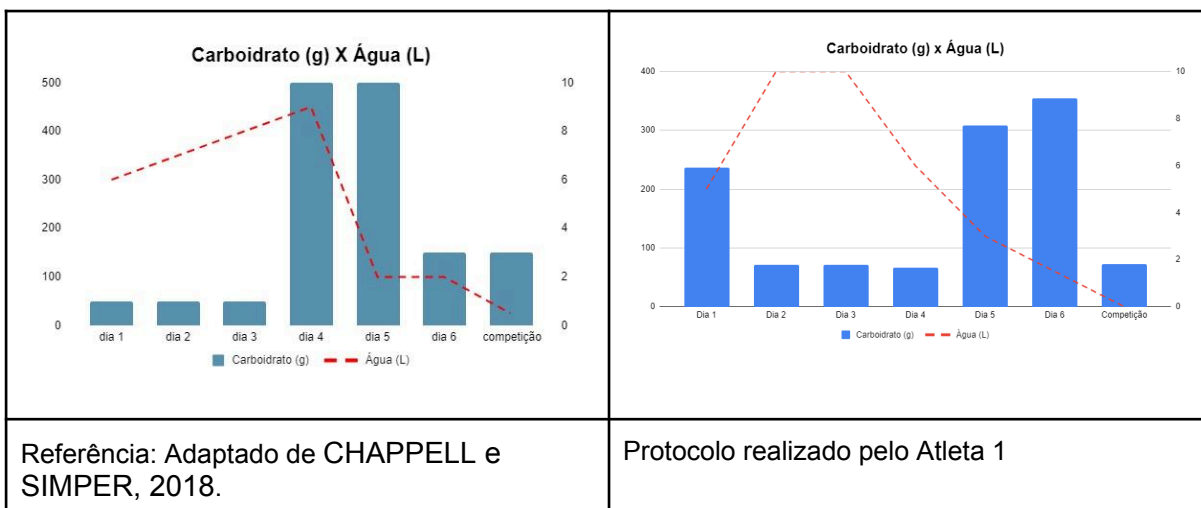 Carboidrato (g) X Água (L)
500
400
300
200
100
0
10
8
6
4
2
0
dia 1 dia 2 dia 3 dia 4 dia 5 dia 6 competição
Carboidrato (g) Água (L)
Carboidrato (g) x Água (L)
400
300
200
100
0
10
8
6
4
2
0
Dia 1 Dia 2 Dia 3 Dia 4 Dia 5 Dia 6 Competição
Carboidrato (g) Água (L)
Referência: Adaptado de CHAPPELL e
SIMPER, 2018.
Protocolo realizado pelo Atleta 1